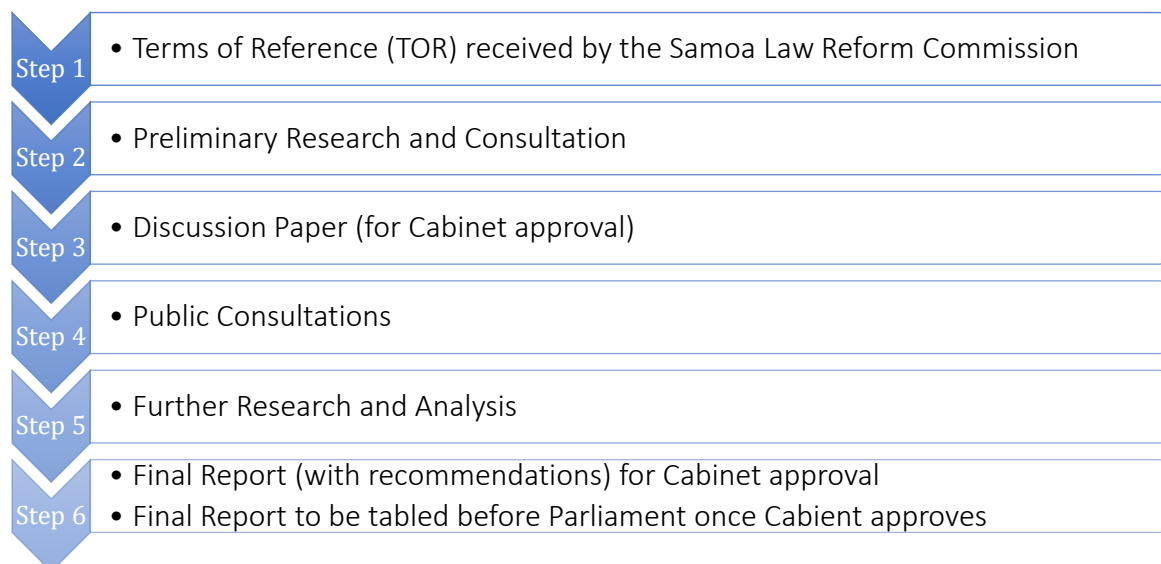 Step 1
• Terms of Reference (TOR) received by the Samoa Law Reform Commission
Step 2
• Preliminary Research and Consultation
Step 3
• Discussion Paper (for Cabinet approval)
Step 4
• Public Consultations
Step 5
• Further Research and Analysis
Step 6
• Final Report (with recommendations) for Cabinet approval
• Final Report to be tabled before Parliament once Cabient approves